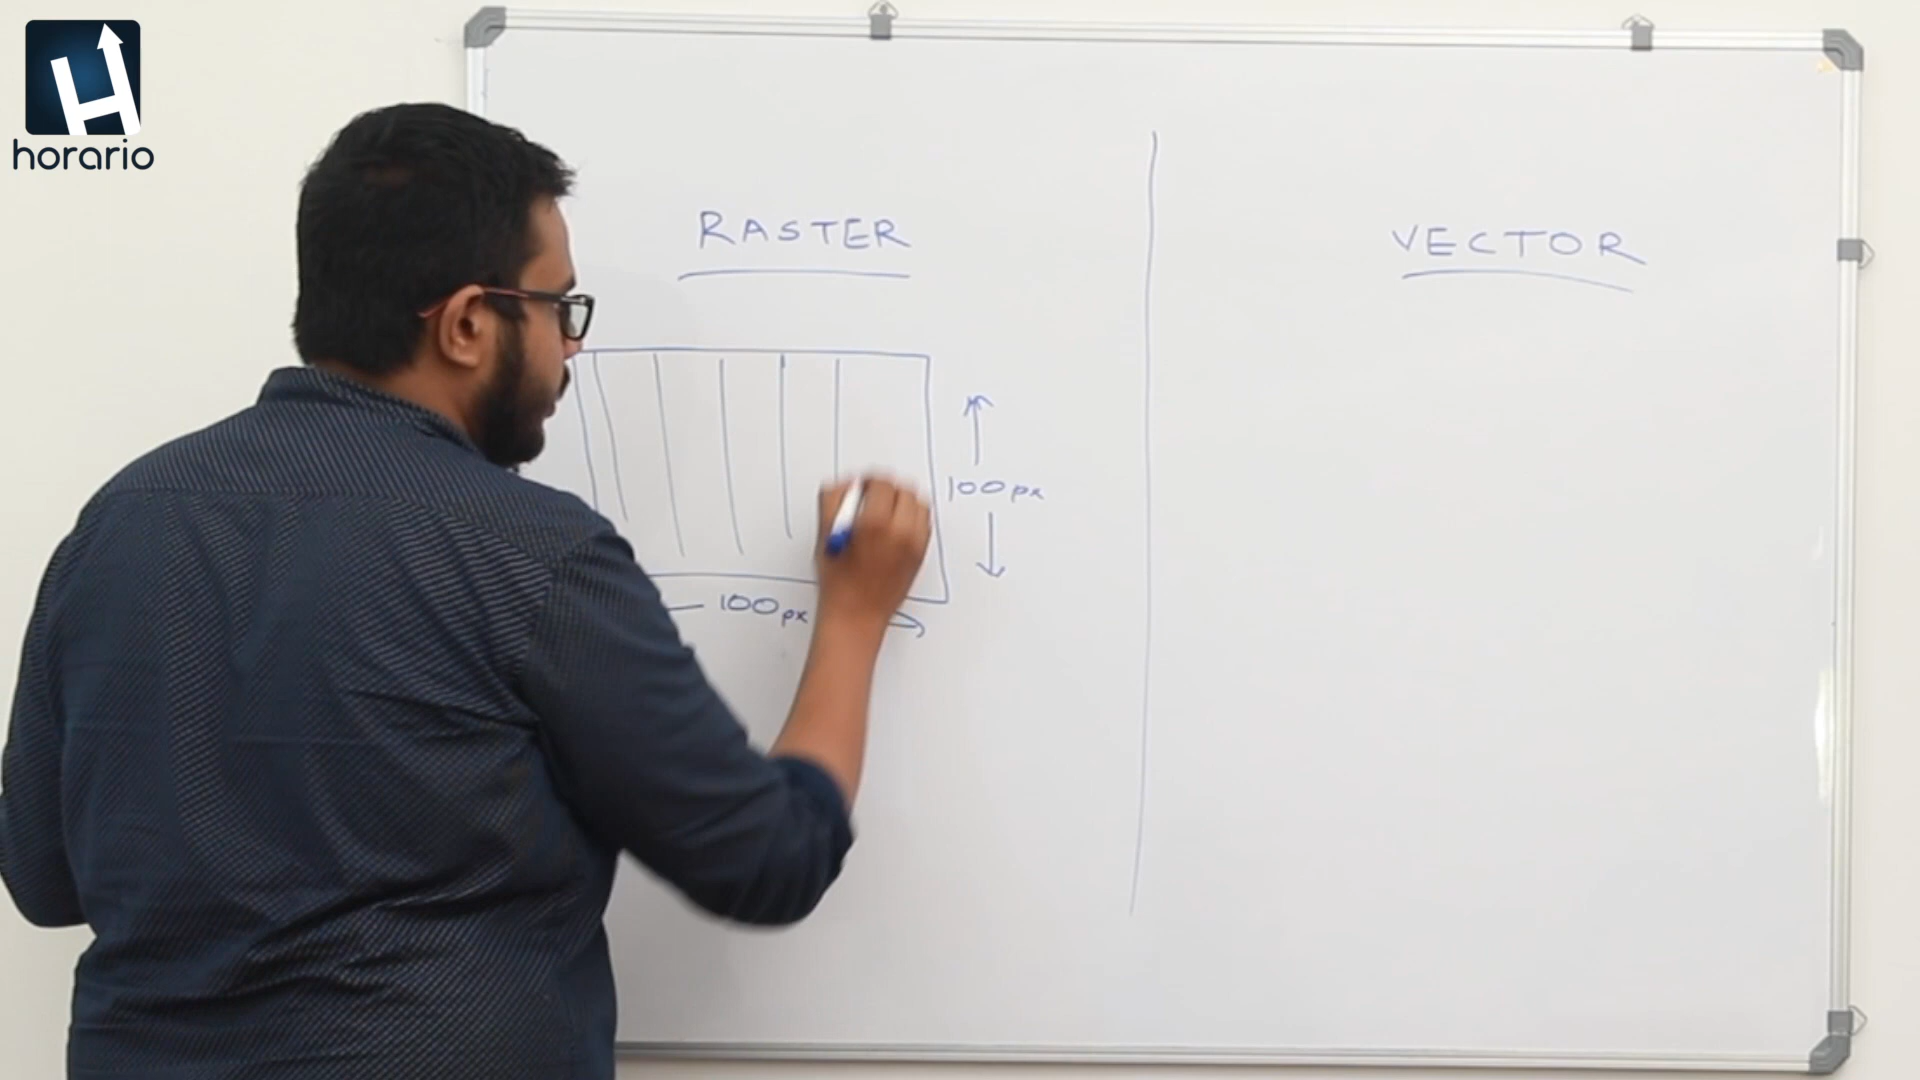 horario
RASTER
VECTOR
100px
100px